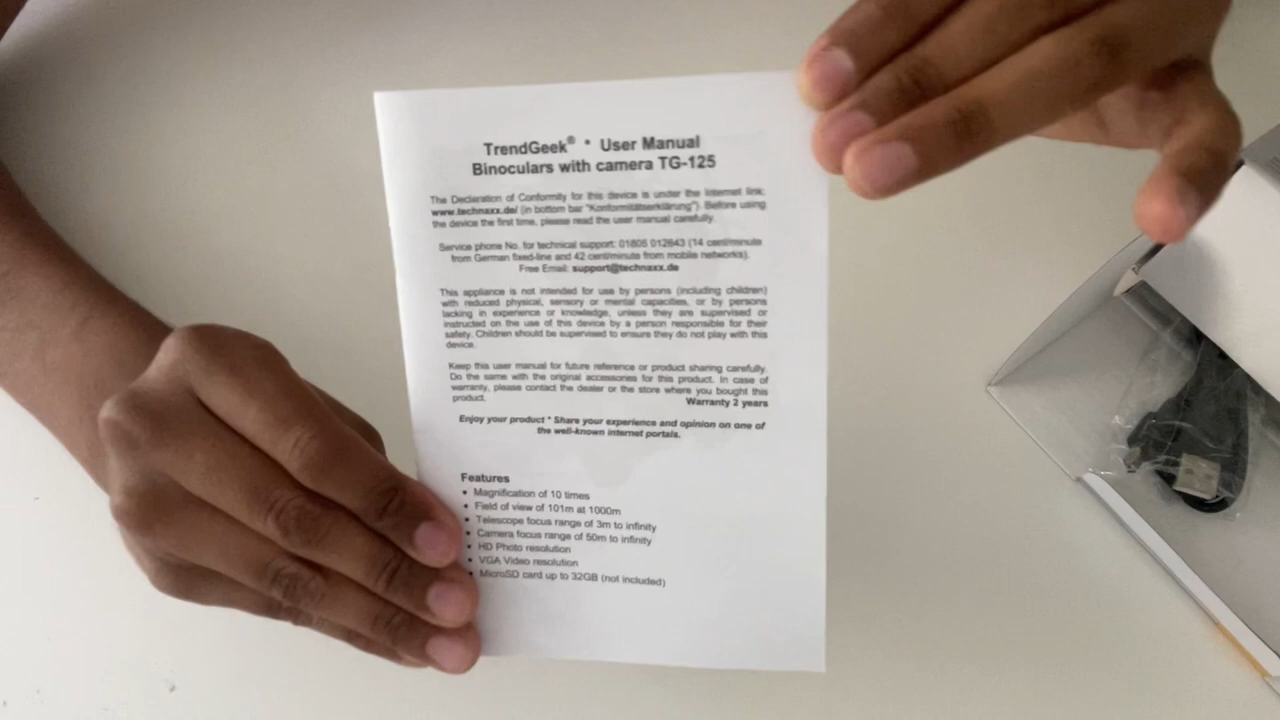 TrendGeek® * User Manual
Binoculars with camera TG-125
The Declaration of Conformity for this device is under the Internet link:
www.technaxx.de/ (in bottom bar "Konformitätserklärung"). Before using
the device the first time, please read the user manual carefully.
Service phone No. for technical support: 01805 012643 (14 cent/minute
from German fixed-line and 42 cent/minute from mobile networks).
Free Email: support@technaxx.de
This appliance is not intended for use by persons (including children)
with reduced physical, sensory or mental capacities, or by persons
lacking in experience or knowledge, unless they are supervised or
instructed on the use of this device by a person responsible for their
safety. Children should be supervised to ensure they do not play with this
device.
Keep this user manual for future reference or product sharing carefully.
Do the same with the original accessories for this product. In case of
warranty, please contact the dealer or the store where you bought this
product. Warranty 2 years
Enjoy your product * Share your experience and opinion on one of
the well-known internet portals.
Features
• Magnification of 10 times
• Field of view of 101m at 1000m
• Telescope focus range of 3m to infinity
• Camera focus range of 50m to infinity
• HD Photo resolution
• VGA Video resolution
• MicroSD card up to 32GB (not included)